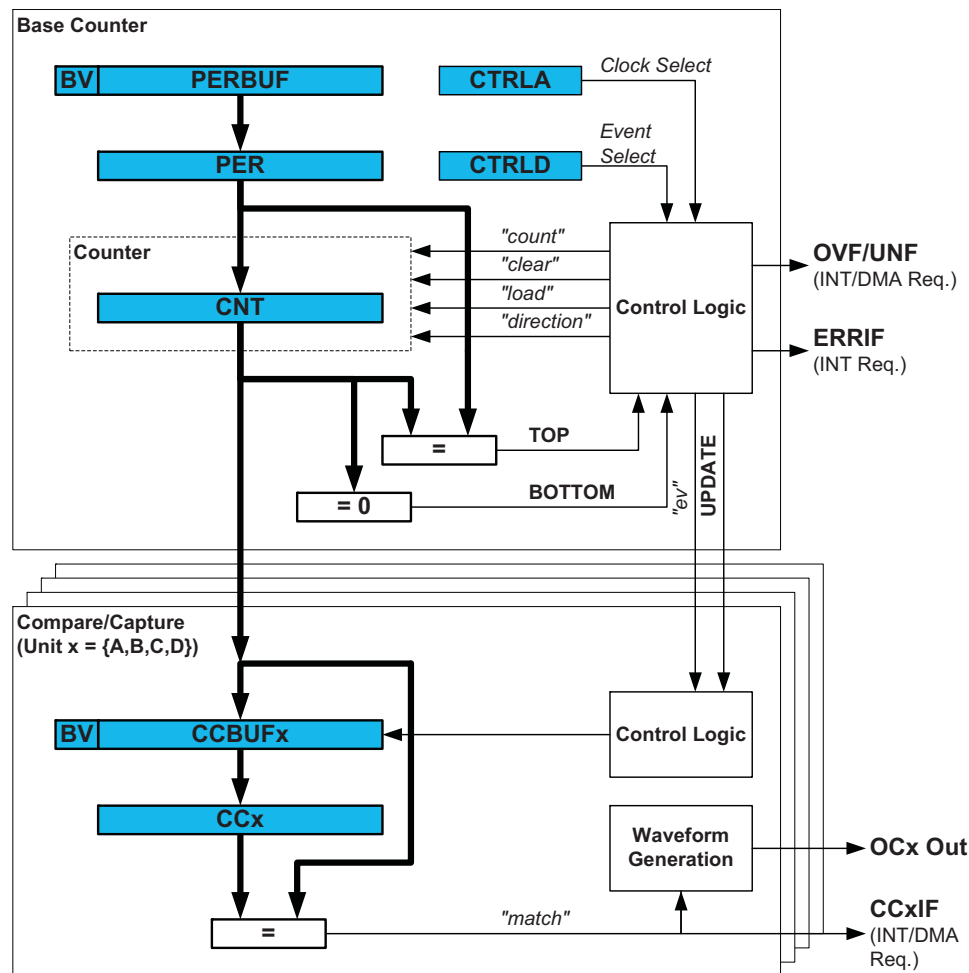 Base Counter
BV
PERBUF
CTRLA
Clock Select
PER
CTRLD
Event
Select
Counter
CNT
"count"
"clear"
"load"
"direction"
Control Logic
OVF/UNF
(INT/DMA Req.)
ERRIF
(INT Req.)
=
TOP
= 0
BOTTOM
"ev"
UPDATE
Compare/Capture
(Unit x = {A,B,C,D})
BV
CCBUFx
Control Logic
CCx
Waveform
Generation
OCx Out
=
"match"
CCxIF
(INT/DMA
Req.)